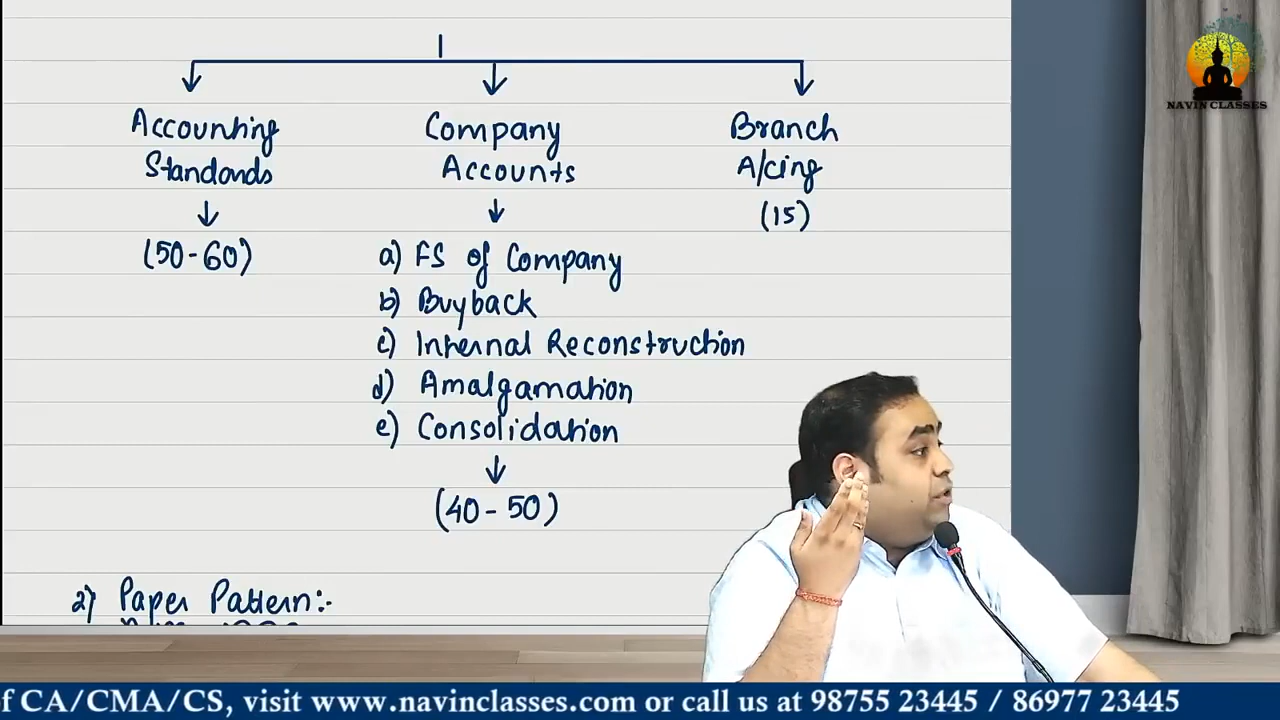 Accounting
Standards
(50-60)
Company
Accounts
a) FS of Company
b) Buyback
c) Internal Reconstruction
d) Amalgamation
e) Consolidation
(40-50)
Branch
A/cing
(15)
2) Paper Pattern:-
NAVIN CLASSES
of CA/CMA/CS, visit www.navinclasses.com or call us at 98755 23445 / 86977 23445